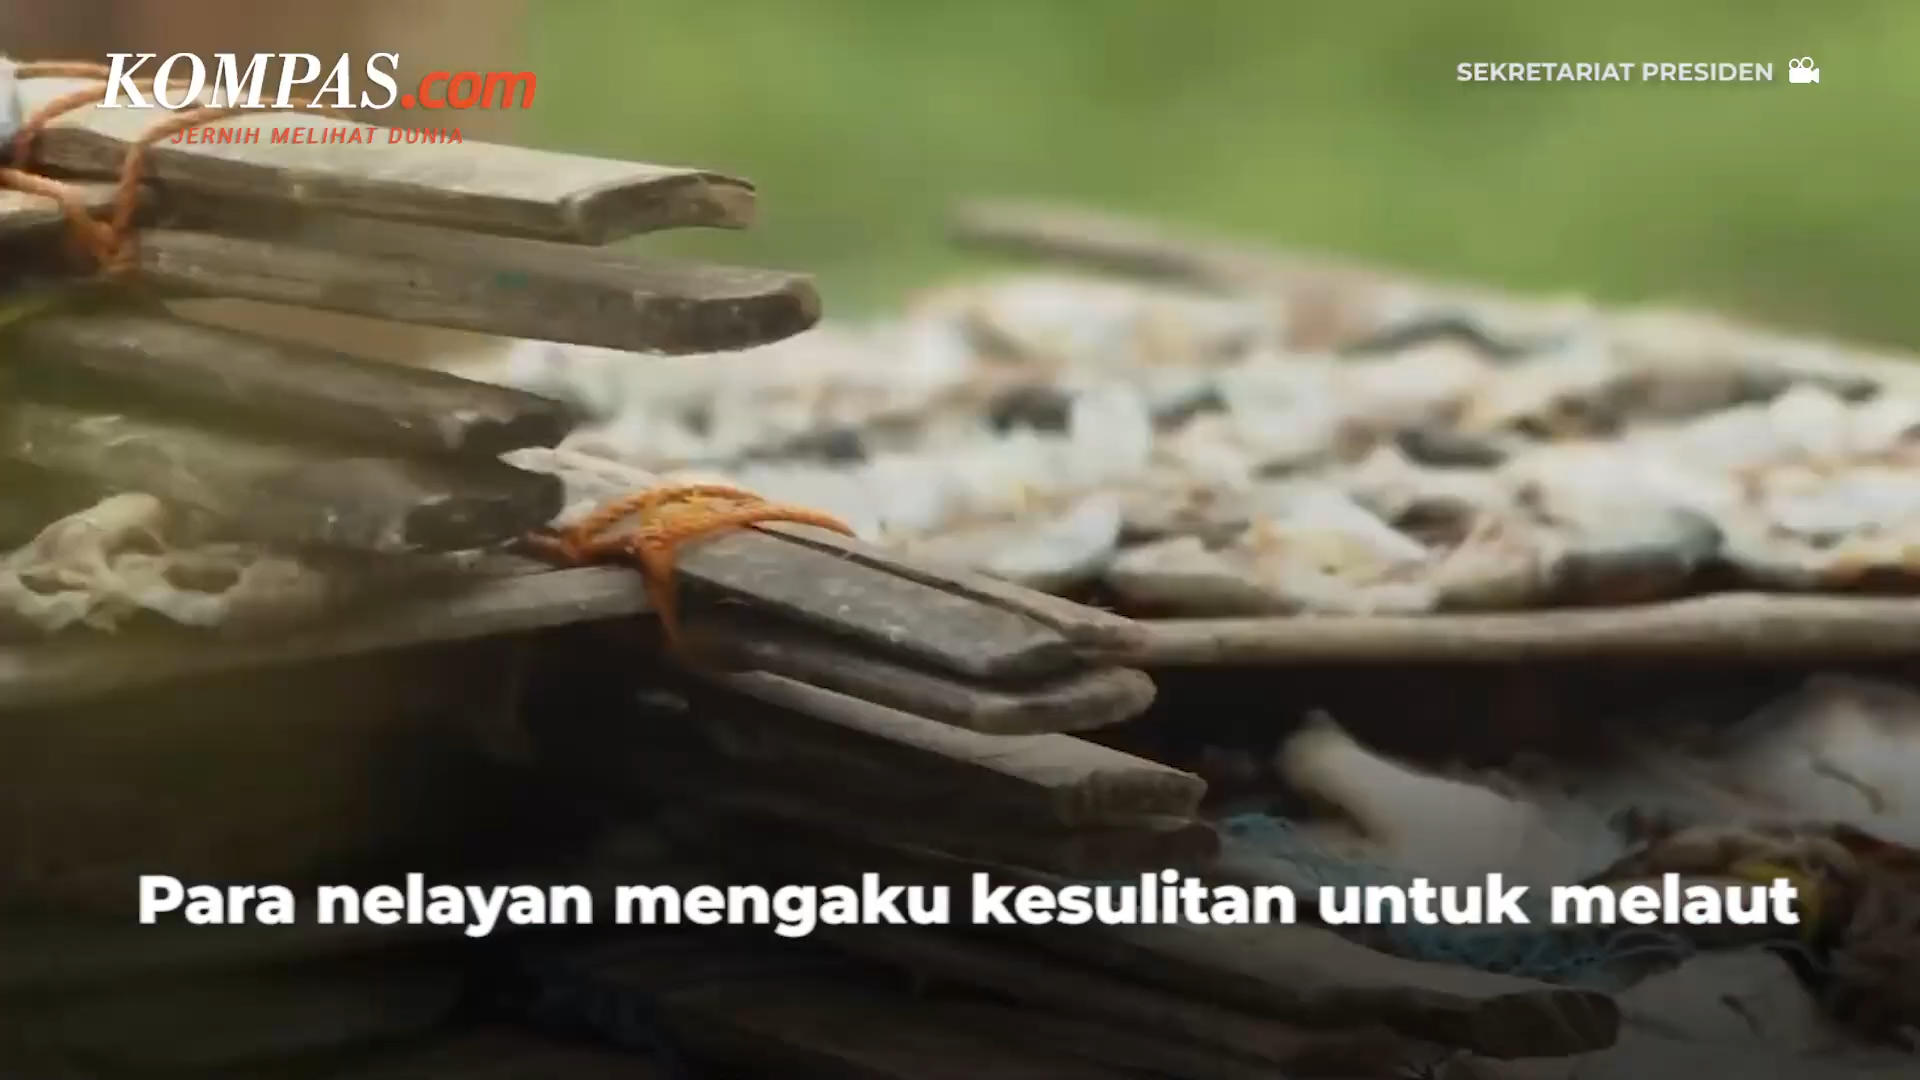 KOMPAS.com
JERNIH MELIHAT DUNIA
SEKRETARIAT PRESIDEN
Para nelayan mengaku kesulitan untuk melaut